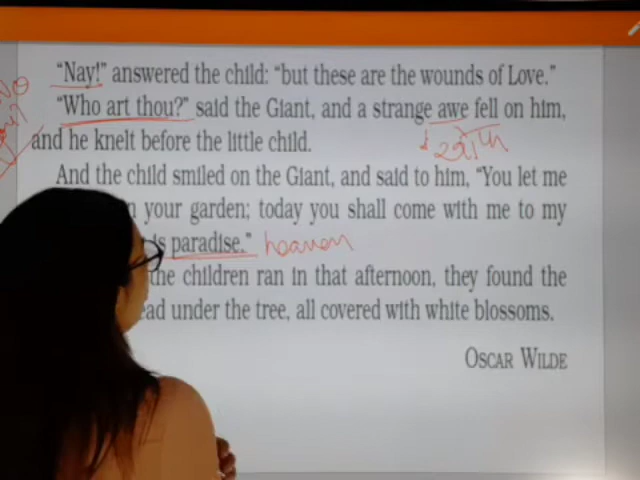 “Nay!” answered the child: “but these are the wounds of Love.”
“Who art thou?” said the Giant, and a strange awe fell on him,
and he knelt before the little child.
And the child smiled on the Giant, and said to him, “You let me
your garden; today you shall come with me to my
is paradise.” heaven
the children ran in that afternoon, they found the
under the tree, all covered with white blossoms.
OSCAR WILDE